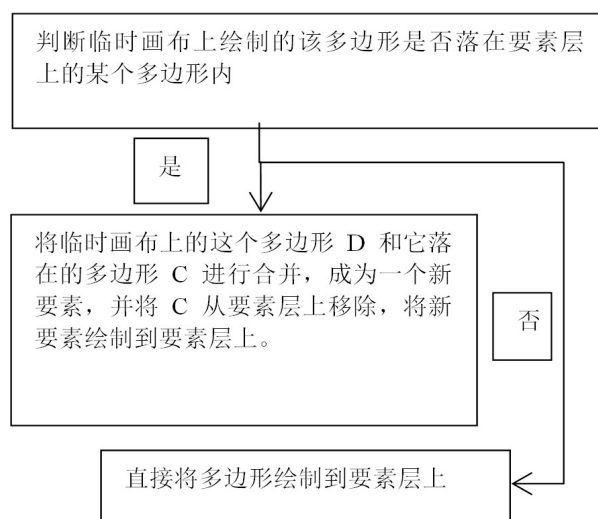 判断临时画布上绘制的该多边形是否落在要素层
上的某个多边形内
是
将临时画布上的这个多边形 D 和它落
在的多边形 C 进行合并，成为一个新
要素，并将 C 从要素层上移除，将新
要素绘制到要素层上。
否
直接将多边形绘制到要素层上